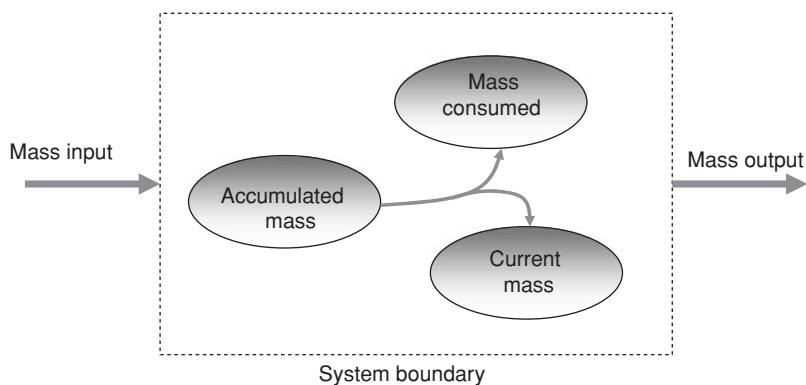 Mass
consumed
Mass input
Mass output
Accumulated
mass
Current
mass
System boundary